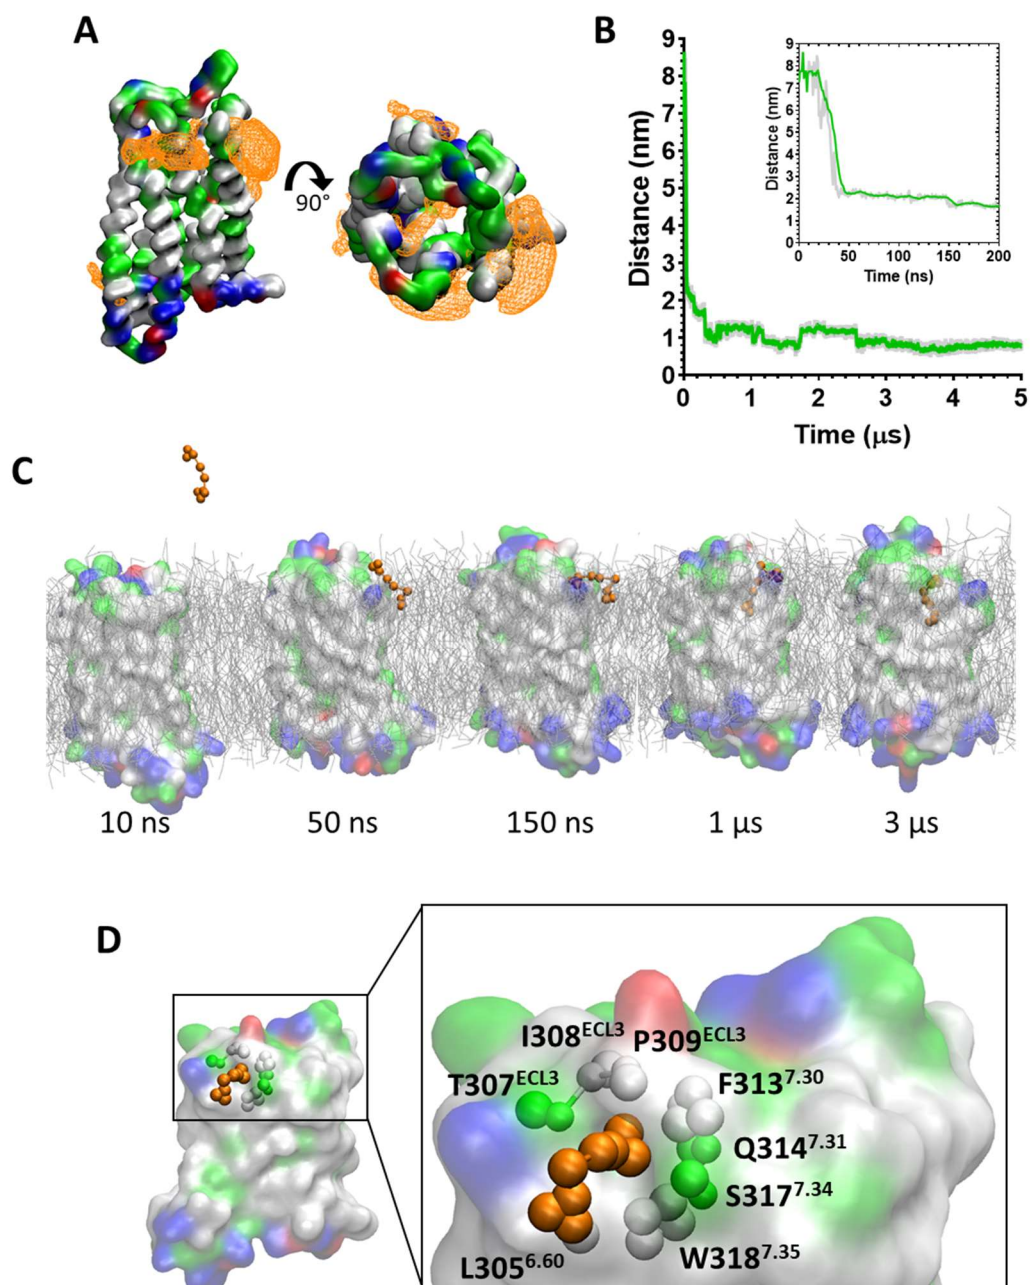 A
90°
B
Distance (nm)
9
8
7
6
5
4
3
2
1
0
0 1 2 3 4 5
Time (μs)
Distance (nm)
9
8
7
6
5
4
3
2
1
0
0 50 100 150 200
Time (ns)
C
10 ns 50 ns 150 ns 1 μs 3 μs
D
I308ECL3 P309ECL3
T307ECL3 F3137.30
Q3147.31
S3177.34
L3056.60 W3187.35